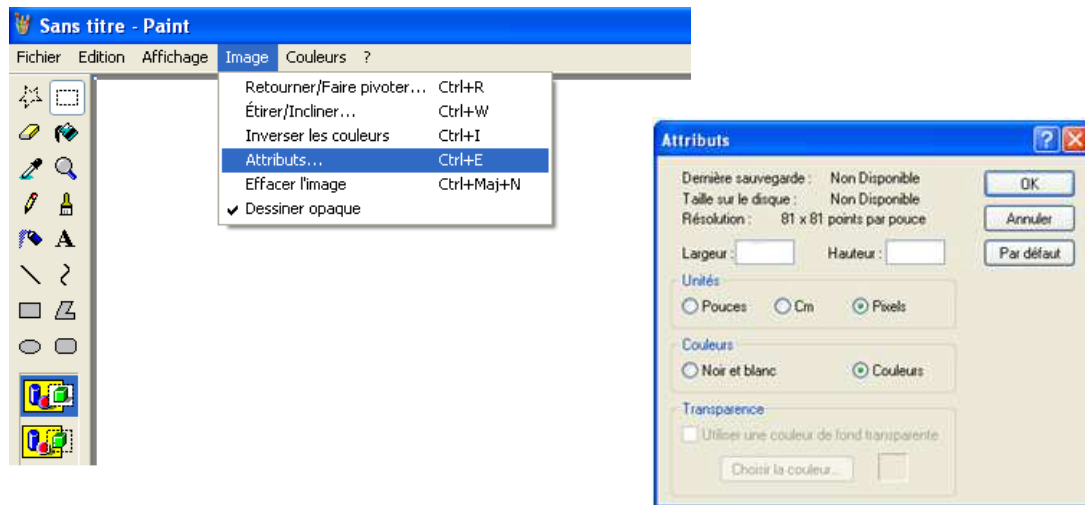 Sans titre - Paint
Fichier Edition Affichage Image Couleurs ?
Retourner/Faire pivoter... Ctrl+R
Étirer/Incliner... Ctrl+W
Inverser les couleurs Ctrl+I
Attributs... Ctrl+E
Effacer l'image Ctrl+Maj+N
✓ Dessiner opaque
A
Attributs
Dernière sauvegarde : Non Disponible
Taille sur le disque : Non Disponible
Résolution : 81 x 81 points par pouce
Largeur : Hauteur :
Unités
Pouces Cm Pixels
Couleurs
Noir et blanc Couleurs
Transparence
Utiliser une couleur de fond transparente
Choisir la couleur...
OK
Annuler
Par défaut